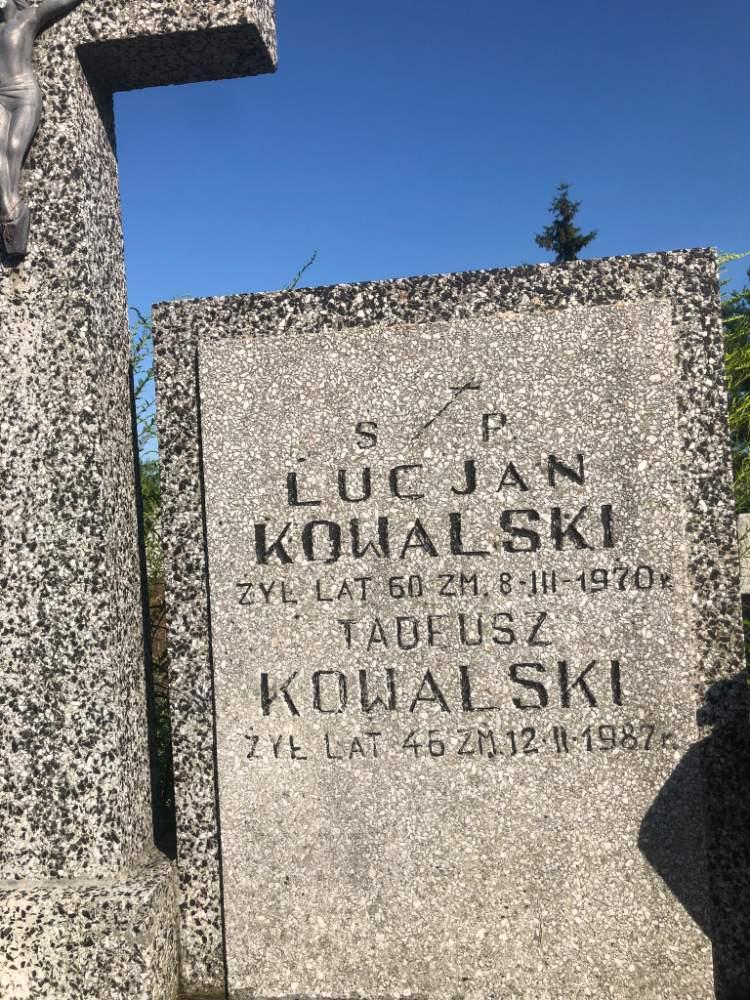 S P.
LUCJAN
KOWALSKI
ŻYŁ LAT 60 ZM. 8-III-1970 r.
TADEUSZ
KOWALSKI
ŻYŁ LAT 46 ZM. 12-II-1987 r.